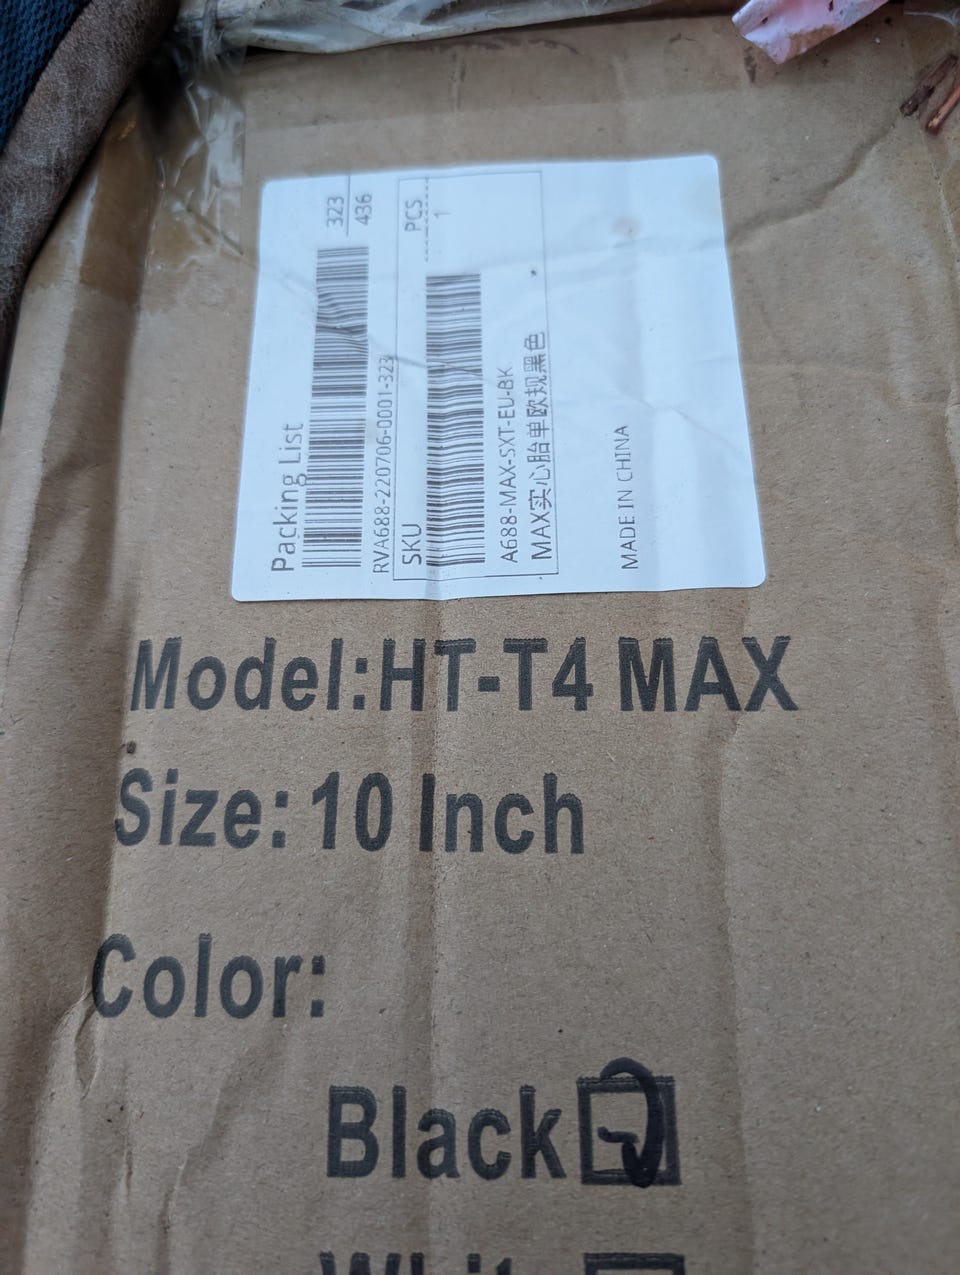 Packing List
323
436
RVA688-220706-0001-323
SKU
PCS
1
A688-MAX-SXT-EU-BK
MAX实心胎单欧规黑色
MADE IN CHINA
Model:HT-T4 MAX
Size: 10 Inch
Color:
Black